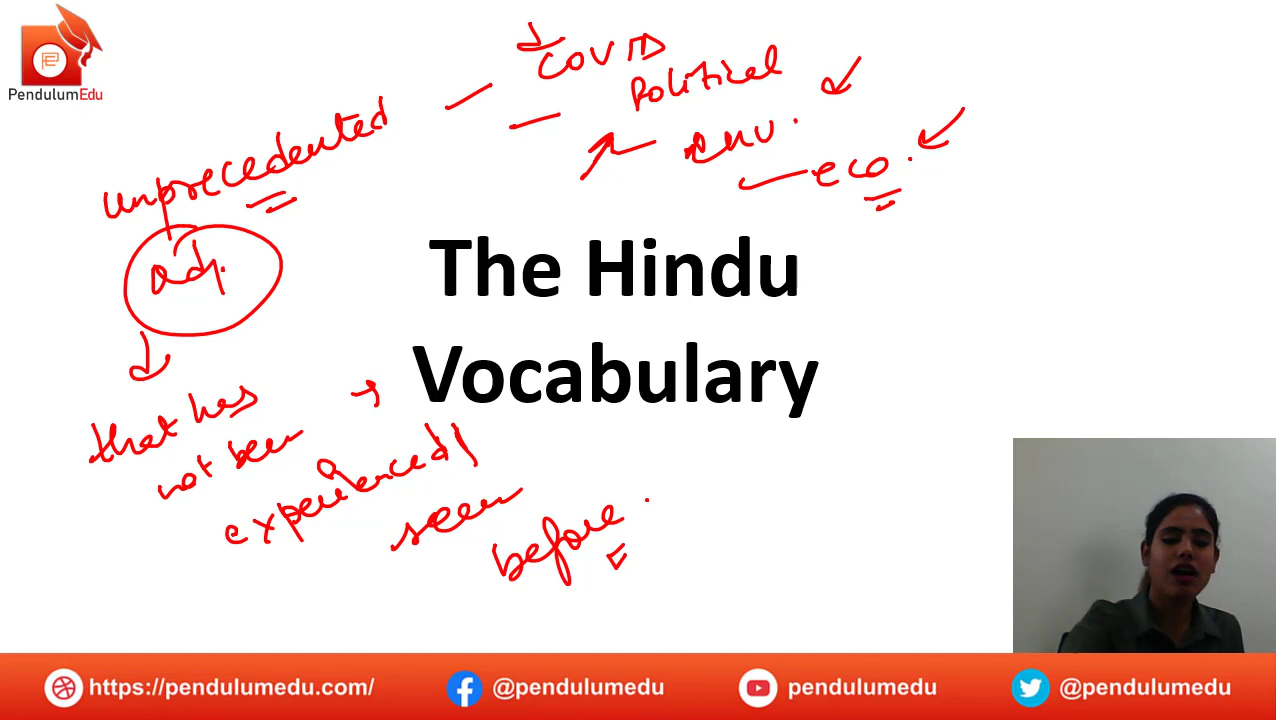 PendulumEdu
unprecedented
COVID
Political
env.
eco.
adj.
The Hindu
Vocabulary
that has
not been
experienced/
seen
before.
https://pendulumedu.com/
@pendulumedu
pendulumedu
@pendulumedu